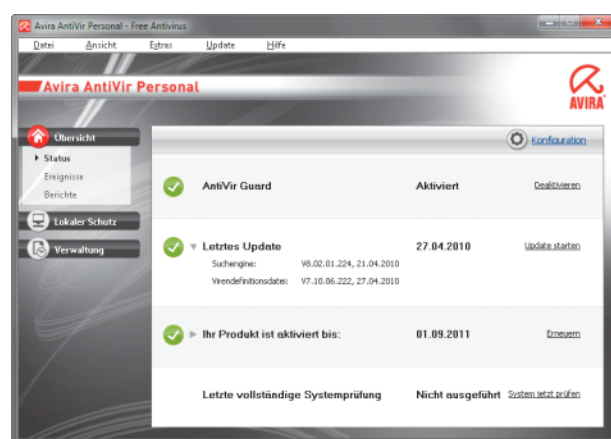 Avira AntiVir Personal - Free Antivirus
Datei Ansicht Extras Update Hilfe
Avira AntiVir Personal
AVIRA
Übersicht
Konfiguration
Status
Ereignisse
Berichte
Lokaler Schutz
Verwaltung
AntiVir Guard Aktiviert Deaktivieren
Letztes Update 27.04.2010 Update starten
Suchengine: V8.02.01.224, 21.04.2010
Virendefinitionsdatei: V7.10.06.222, 27.04.2010
Ihr Produkt ist aktiviert bis: 01.09.2011 Erneuern
Letzte vollständige Systemprüfung Nicht ausgeführt System jetzt prüfen